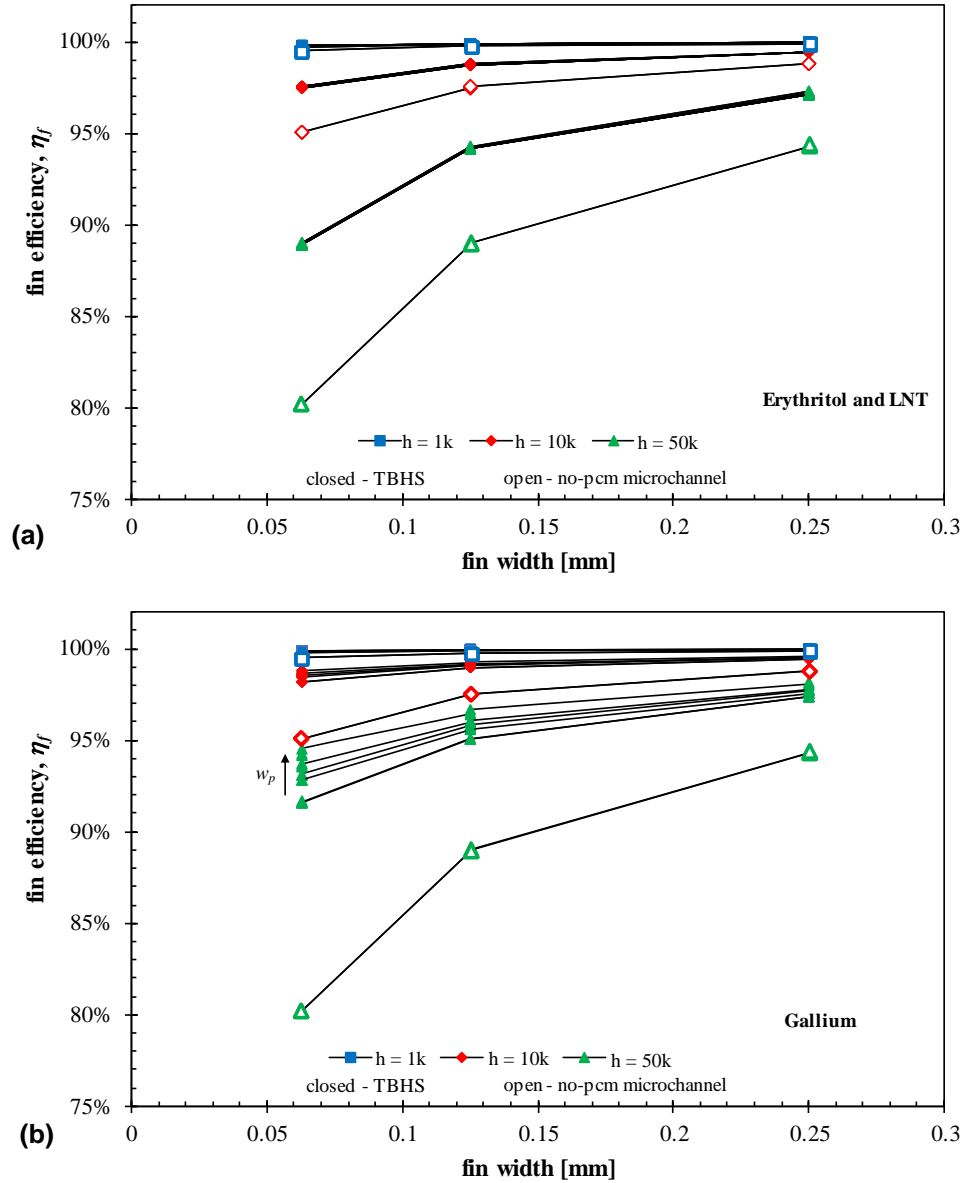 100%
95%
90%
85%
80%
75%
fin efficiency, ηf
Erythritol and LNT
h = 1k h = 10k h = 50k
closed - TBHS open - no-pcm microchannel
0 0.05 0.1 0.15 0.2 0.25 0.3
(a)
fin width [mm]
100%
95%
90%
85%
80%
75%
fin efficiency, ηf
wp
Gallium
h = 1k h = 10k h = 50k
closed - TBHS open - no-pcm microchannel
0 0.05 0.1 0.15 0.2 0.25 0.3
(b)
fin width [mm]